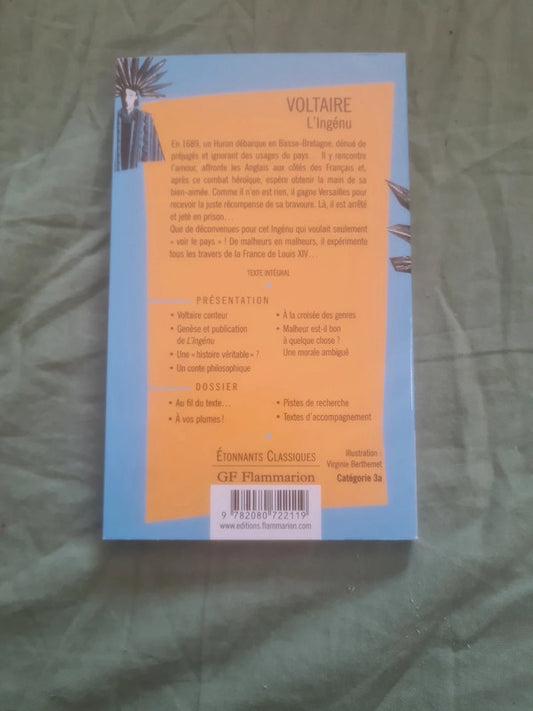 VOLTAIRE
L'Ingénu
En 1689, un Huron débarque en Basse-Bretagne, dénué de
préjugés et ignorant des usages du pays... Il y rencontre
l'amour, affronte les Anglais aux côtés des Français et,
après ce combat héroïque, espère obtenir la main de sa
bien-aimée. Comme il n'en est rien, il gagne Versailles pour
recevoir la juste récompense de sa bravoure. Là, il est arrêté
et jeté en prison...
Que de déconvenues pour cet Ingénu qui voulait seulement
« voir le pays » ! De malheurs en malheurs, il expérimente
tous les travers de la France de Louis XIV...
TEXTE INTÉGRAL
PRÉSENTATION
• Voltaire conteur
• Genèse et publication
de L'Ingénu
• Une « histoire véritable » ?
• Un conte philosophique
• À la croisée des genres
• Malheur est-il bon
à quelque chose ?
Une morale ambiguë
DOSSIER
• Au fil du texte...
• À vos plumes !
• Pistes de recherche
• Textes d'accompagnement
ÉTONNANTS CLASSIQUES
GF Flammarion
Illustration :
Virginie Berthemet
Catégorie 3a
9 782080 722119
www.editions.flammarion.com